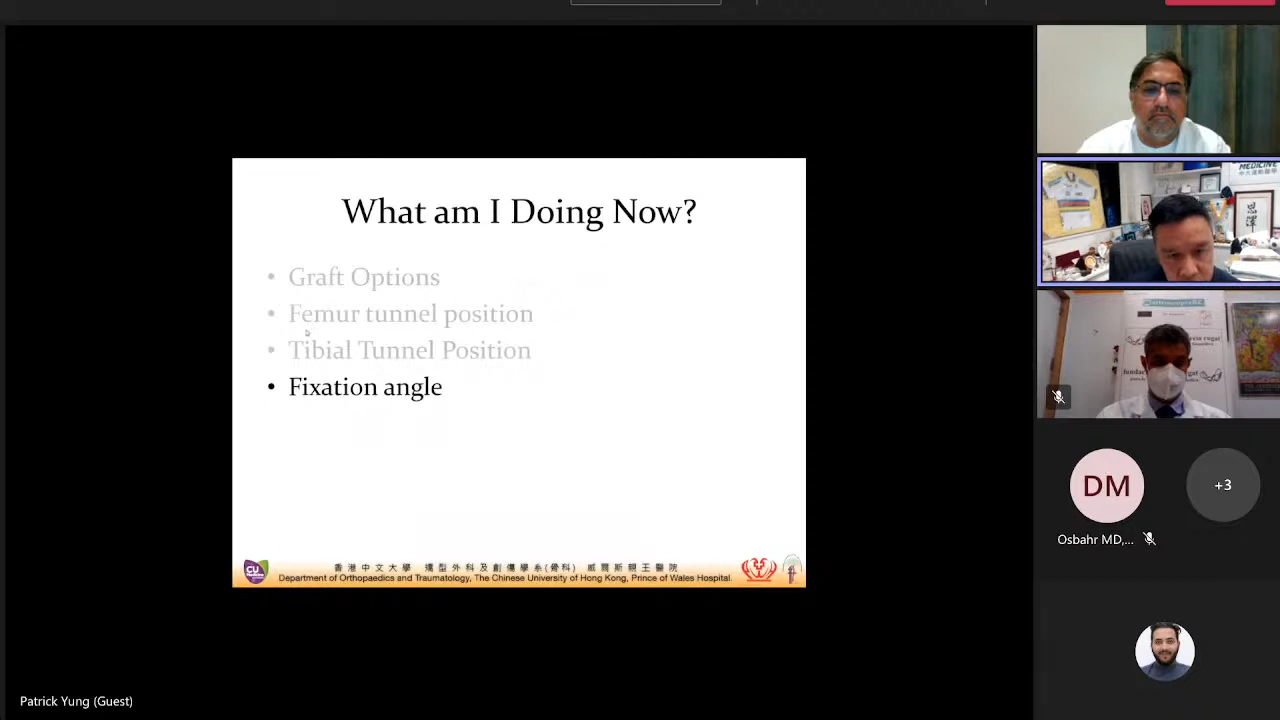 What am I Doing Now?
• Graft Options
• Femur tunnel position
• Tibial Tunnel Position
• Fixation angle
CU
Medicine
香港中文大學 矯型外科及創傷學系(骨科) 威爾斯親王醫院
Department of Orthopaedics and Traumatology, The Chinese University of Hong Kong, Prince of Wales Hospital.
MEDICINE
DM
+3
Osbahr MD,...
Patrick Yung (Guest)